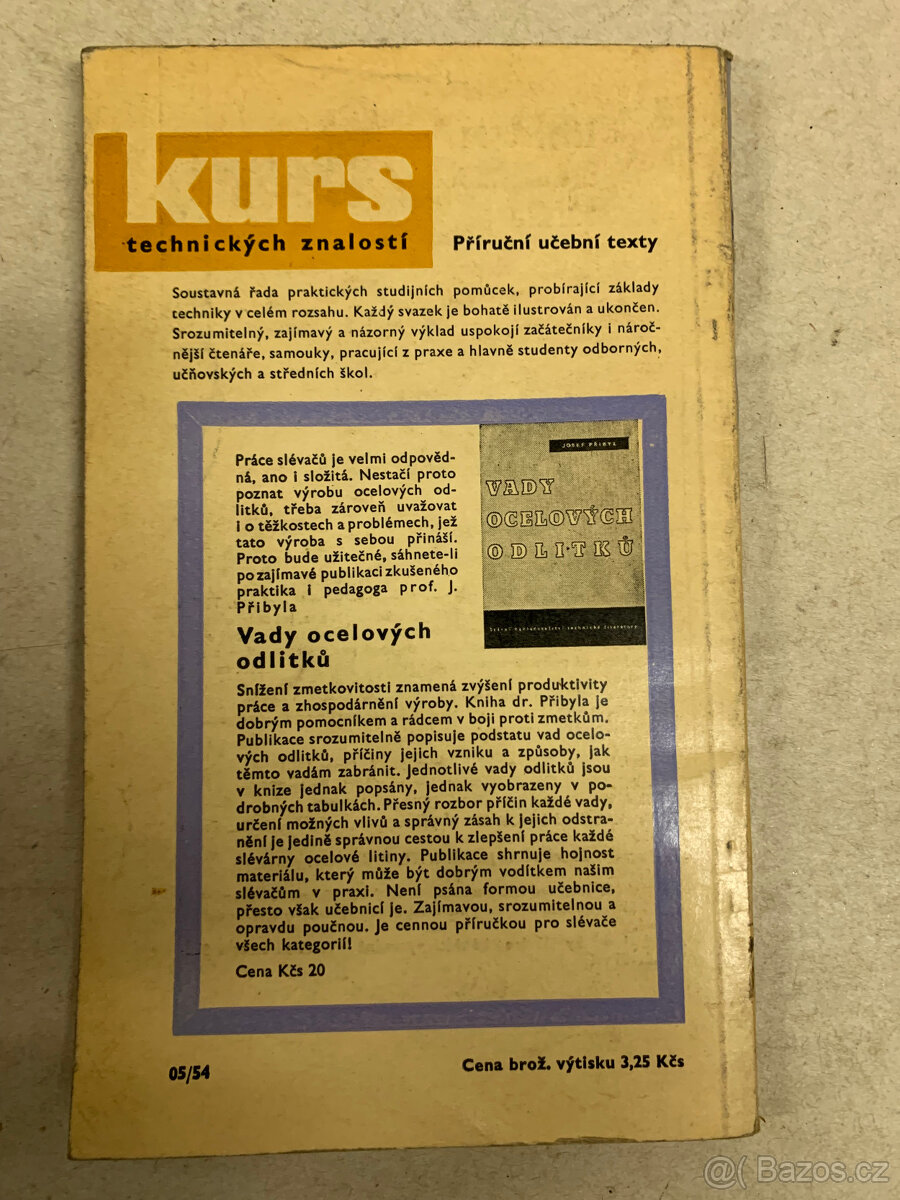 kurs
technických znalostí
Příruční učební texty
Soustavná řada praktických studijních pomůcek, probírající základy
techniky v celém rozsahu. Každý svazek je bohatě ilustrován a ukončen.
Srozumitelný, zajímavý a názorný výklad uspokojí začátečníky i nároč-
nější čtenáře, samouky, pracující z praxe a hlavně studenty odborných,
učňovských a středních škol.
Práce slévačů je velmi odpověd-
ná, ano i složitá. Nestačí proto
poznat výrobu ocelových od-
litků, třeba zároveň uvažovat
i o těžkostech a problémech, jež
tato výroba s sebou přináší.
Proto bude užitečné, sáhnete-li
po zajímavé publikaci zkušeného
praktika i pedagoga prof. J.
Přibyla
JOSEF PŘIBYL
VADY
OCELOVÝCH
ODLITKŮ
Státní nakladatelství technické literatury
Vady ocelových
odlitků
Snížení zmetkovitosti znamená zvýšení produktivity
práce a zhospodárnění výroby. Kniha dr. Přibyla je
dobrým pomocníkem a rádcem v boji proti zmetkům.
Publikace srozumitelně popisuje podstatu vad ocelo-
vých odlitků, příčiny jejich vzniku a způsoby, jak
těmto vadám zabránit. Jednotlivé vady odlitků jsou
v knize jednak popsány, jednak vyobrazeny v po-
drobných tabulkách. Přesný rozbor příčin každé vady,
určení možných vlivů a správný zásah k jejich odstra-
nění je jedině správnou cestou k zlepšení práce každé
slévárny ocelové litiny. Publikace shrnuje hojnost
materiálu, který může být dobrým vodítkem našim
slévačům v praxi. Není psána formou učebnice,
přesto však učebnicí je. Zajímavou, srozumitelnou a
opravdu poučnou. Je cennou příručkou pro slévače
všech kategorií!
Cena Kčs 20
05/54
Cena brož. výtisku 3,25 Kčs
@( Bazos.cz